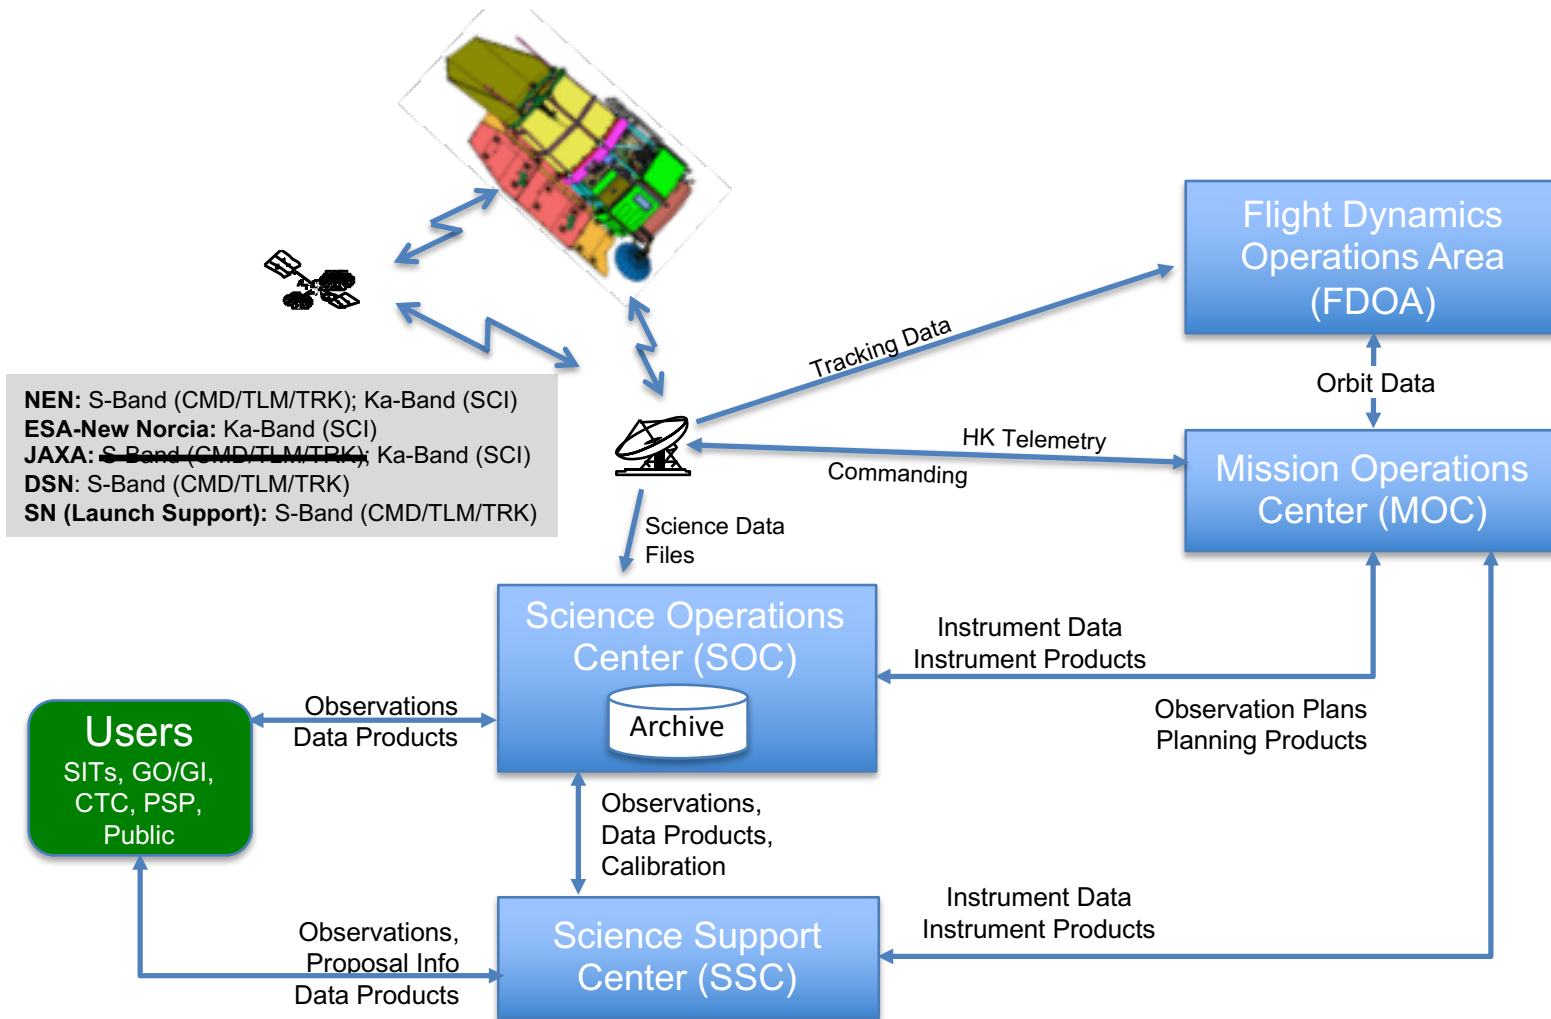 Flight Dynamics
Operations Area
(FDOA)
Tracking Data
Orbit Data
NEN: S-Band (CMD/TLM/TRK); Ka-Band (SCI)
ESA-New Norcia: Ka-Band (SCI)
JAXA: S-Band (CMD/TLM/TRK); Ka-Band (SCI)
DSN: S-Band (CMD/TLM/TRK)
SN (Launch Support): S-Band (CMD/TLM/TRK)
HK Telemetry
Commanding
Mission Operations
Center (MOC)
Science Data
Files
Science Operations
Center (SOC)
Archive
Instrument Data
Instrument Products
Observation Plans
Planning Products
Observations
Data Products
Users
SITs, GO/GI,
CTC, PSP,
Public
Observations,
Data Products,
Calibration
Observations,
Proposal Info
Data Products
Science Support
Center (SSC)
Instrument Data
Instrument Products